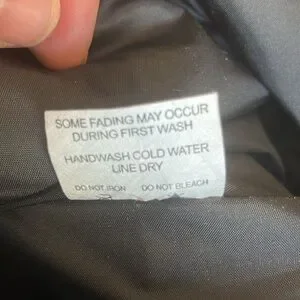 SOME FADING MAY OCCUR
DURING FIRST WASH
HANDWASH COLD WATER
LINE DRY
DO NOT IRON DO NOT BLEACH